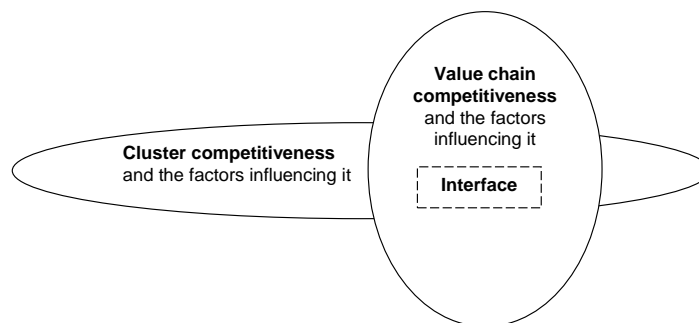 Cluster competitiveness
and the factors influencing it
Value chain
competitiveness
and the factors
influencing it
Interface